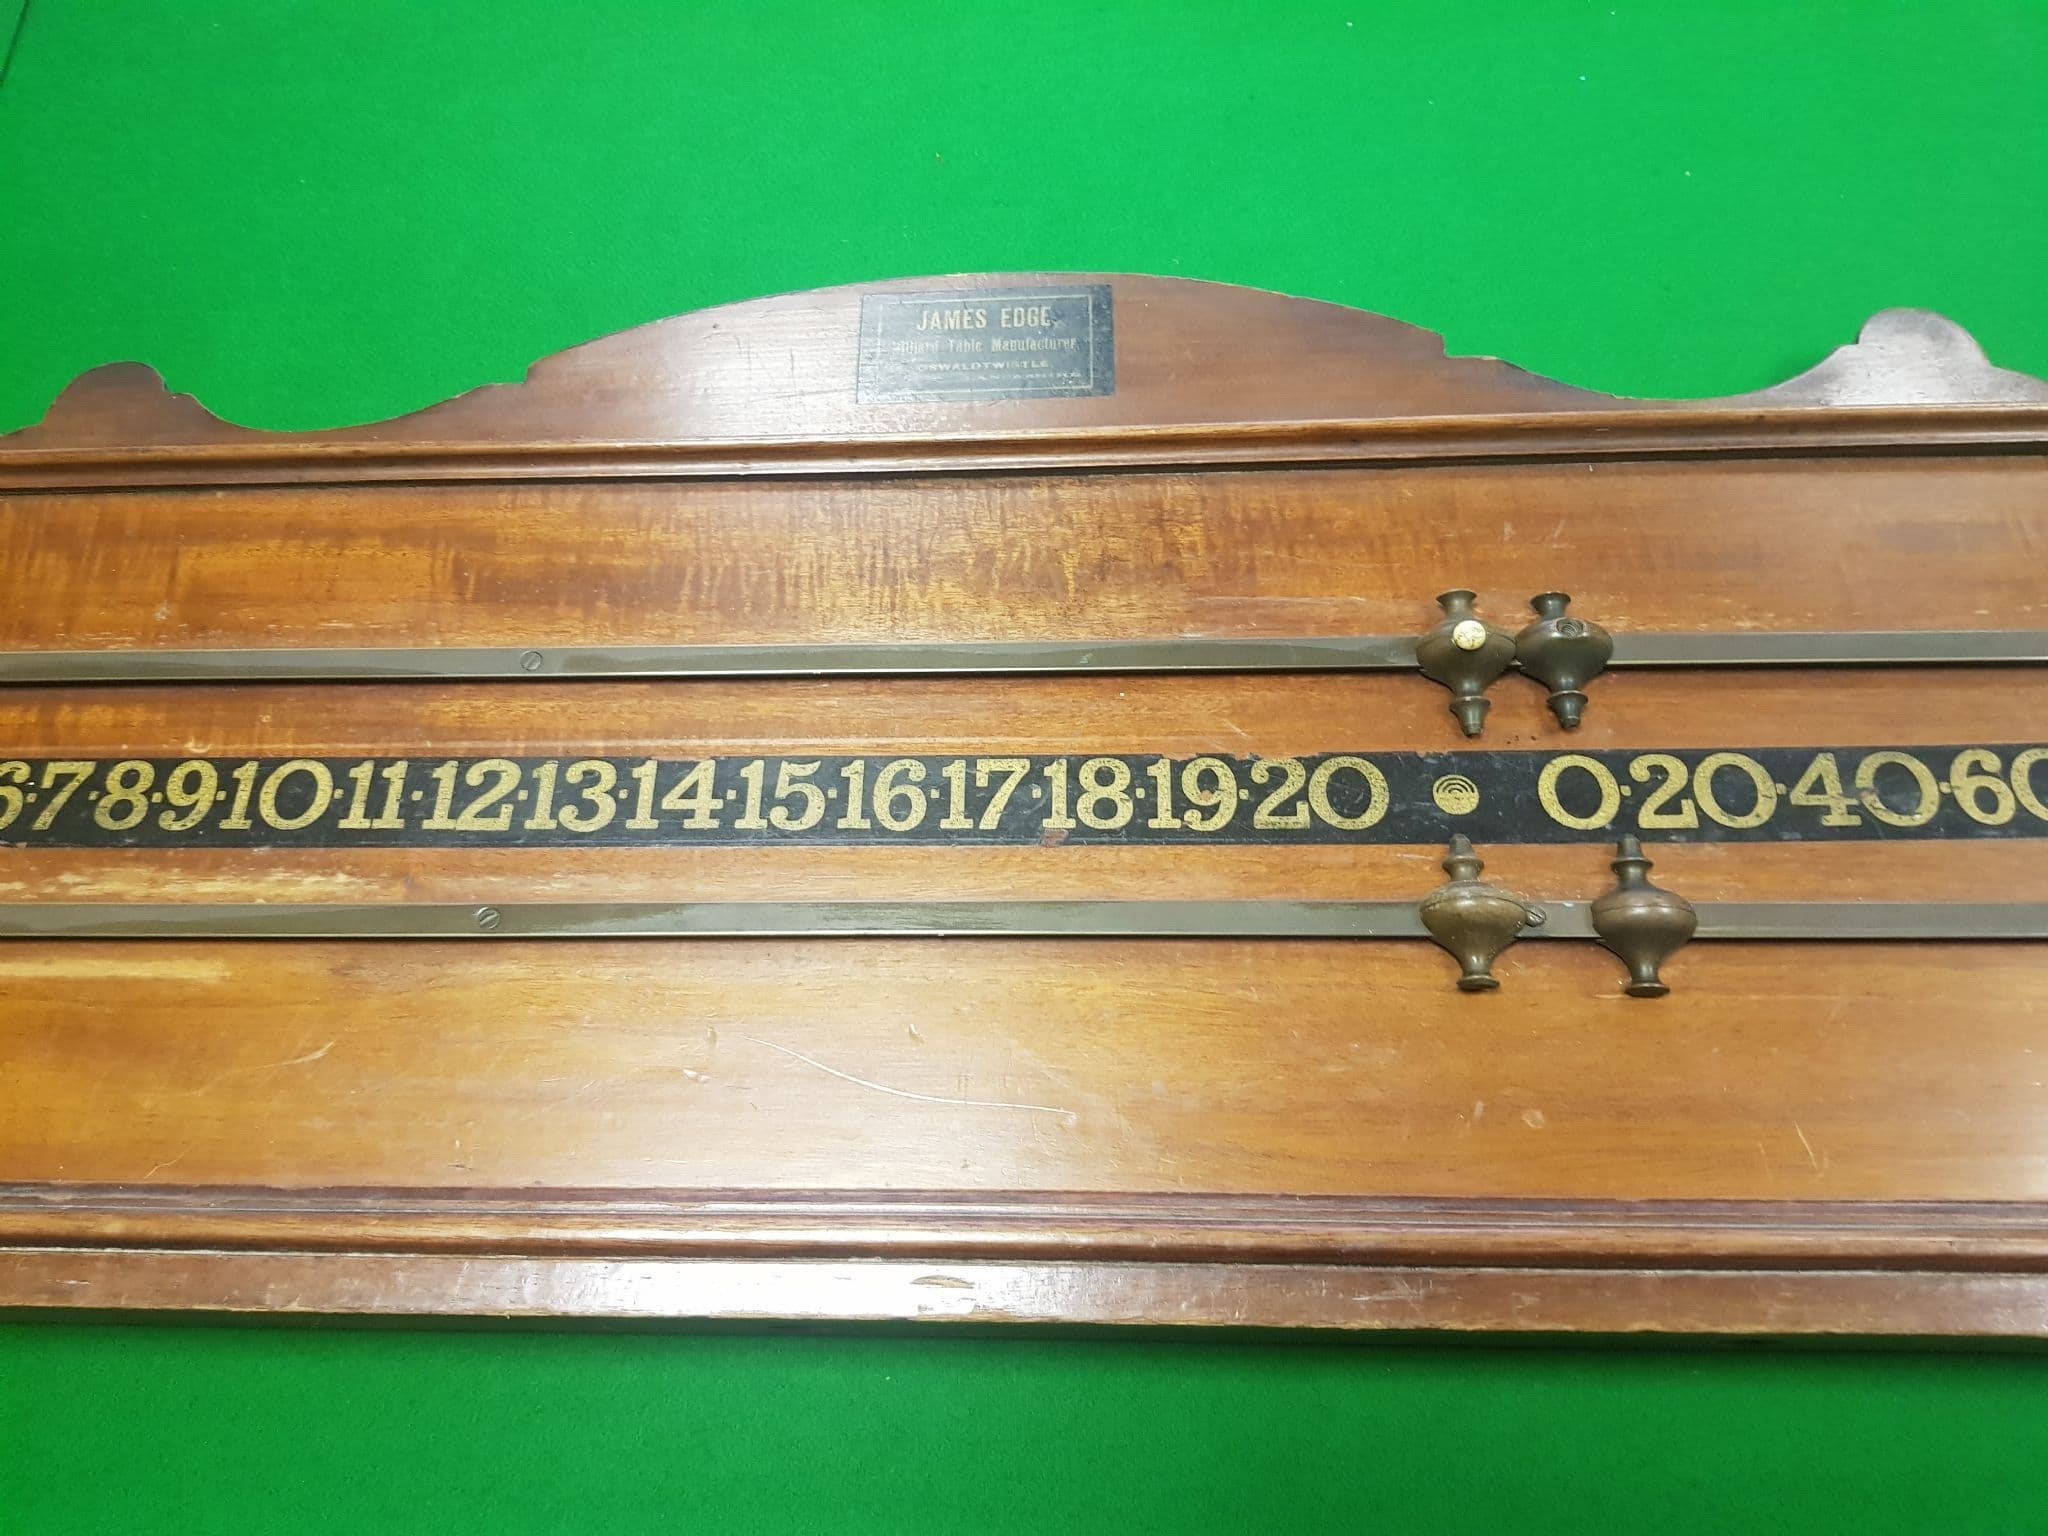 JAMES EDGE,
Billiard Table Manufacturer,
OSWALDTWISTLE,
6·7·8·9·10·11·12·13·14·15·16·17·18·19·20 0·20·40·60